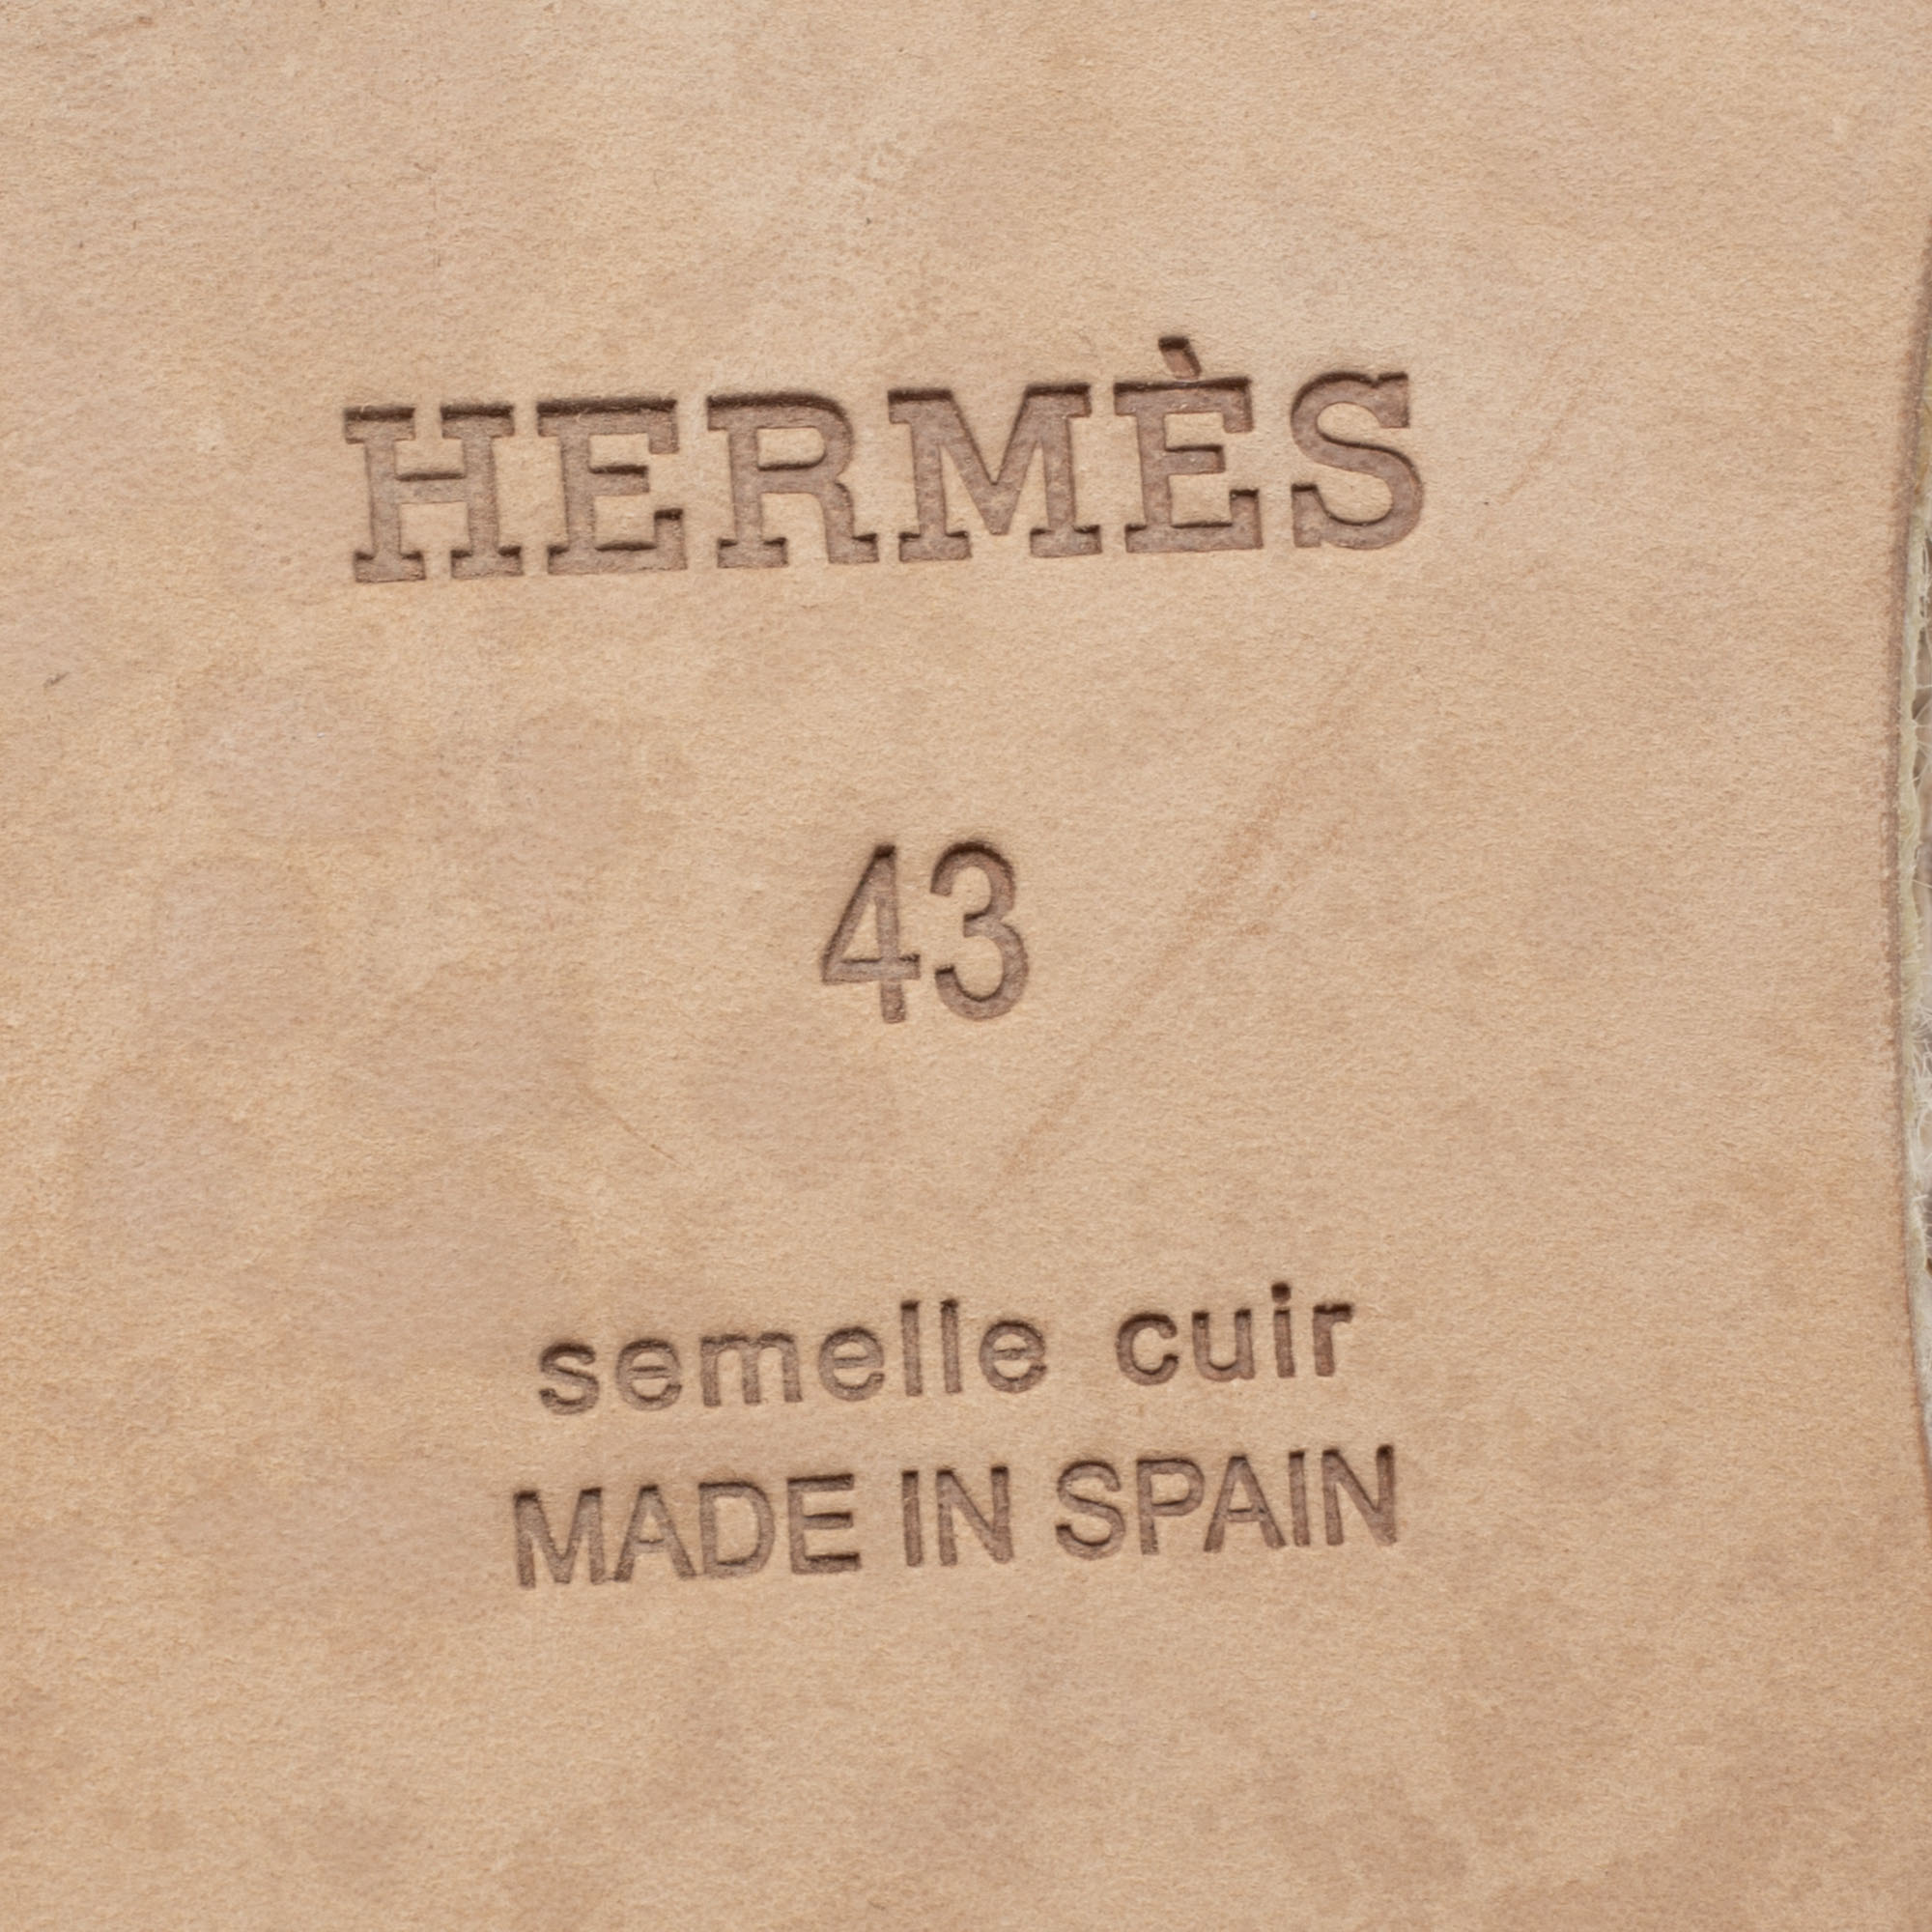 HERMÈS
43
semelle cuir
MADE IN SPAIN